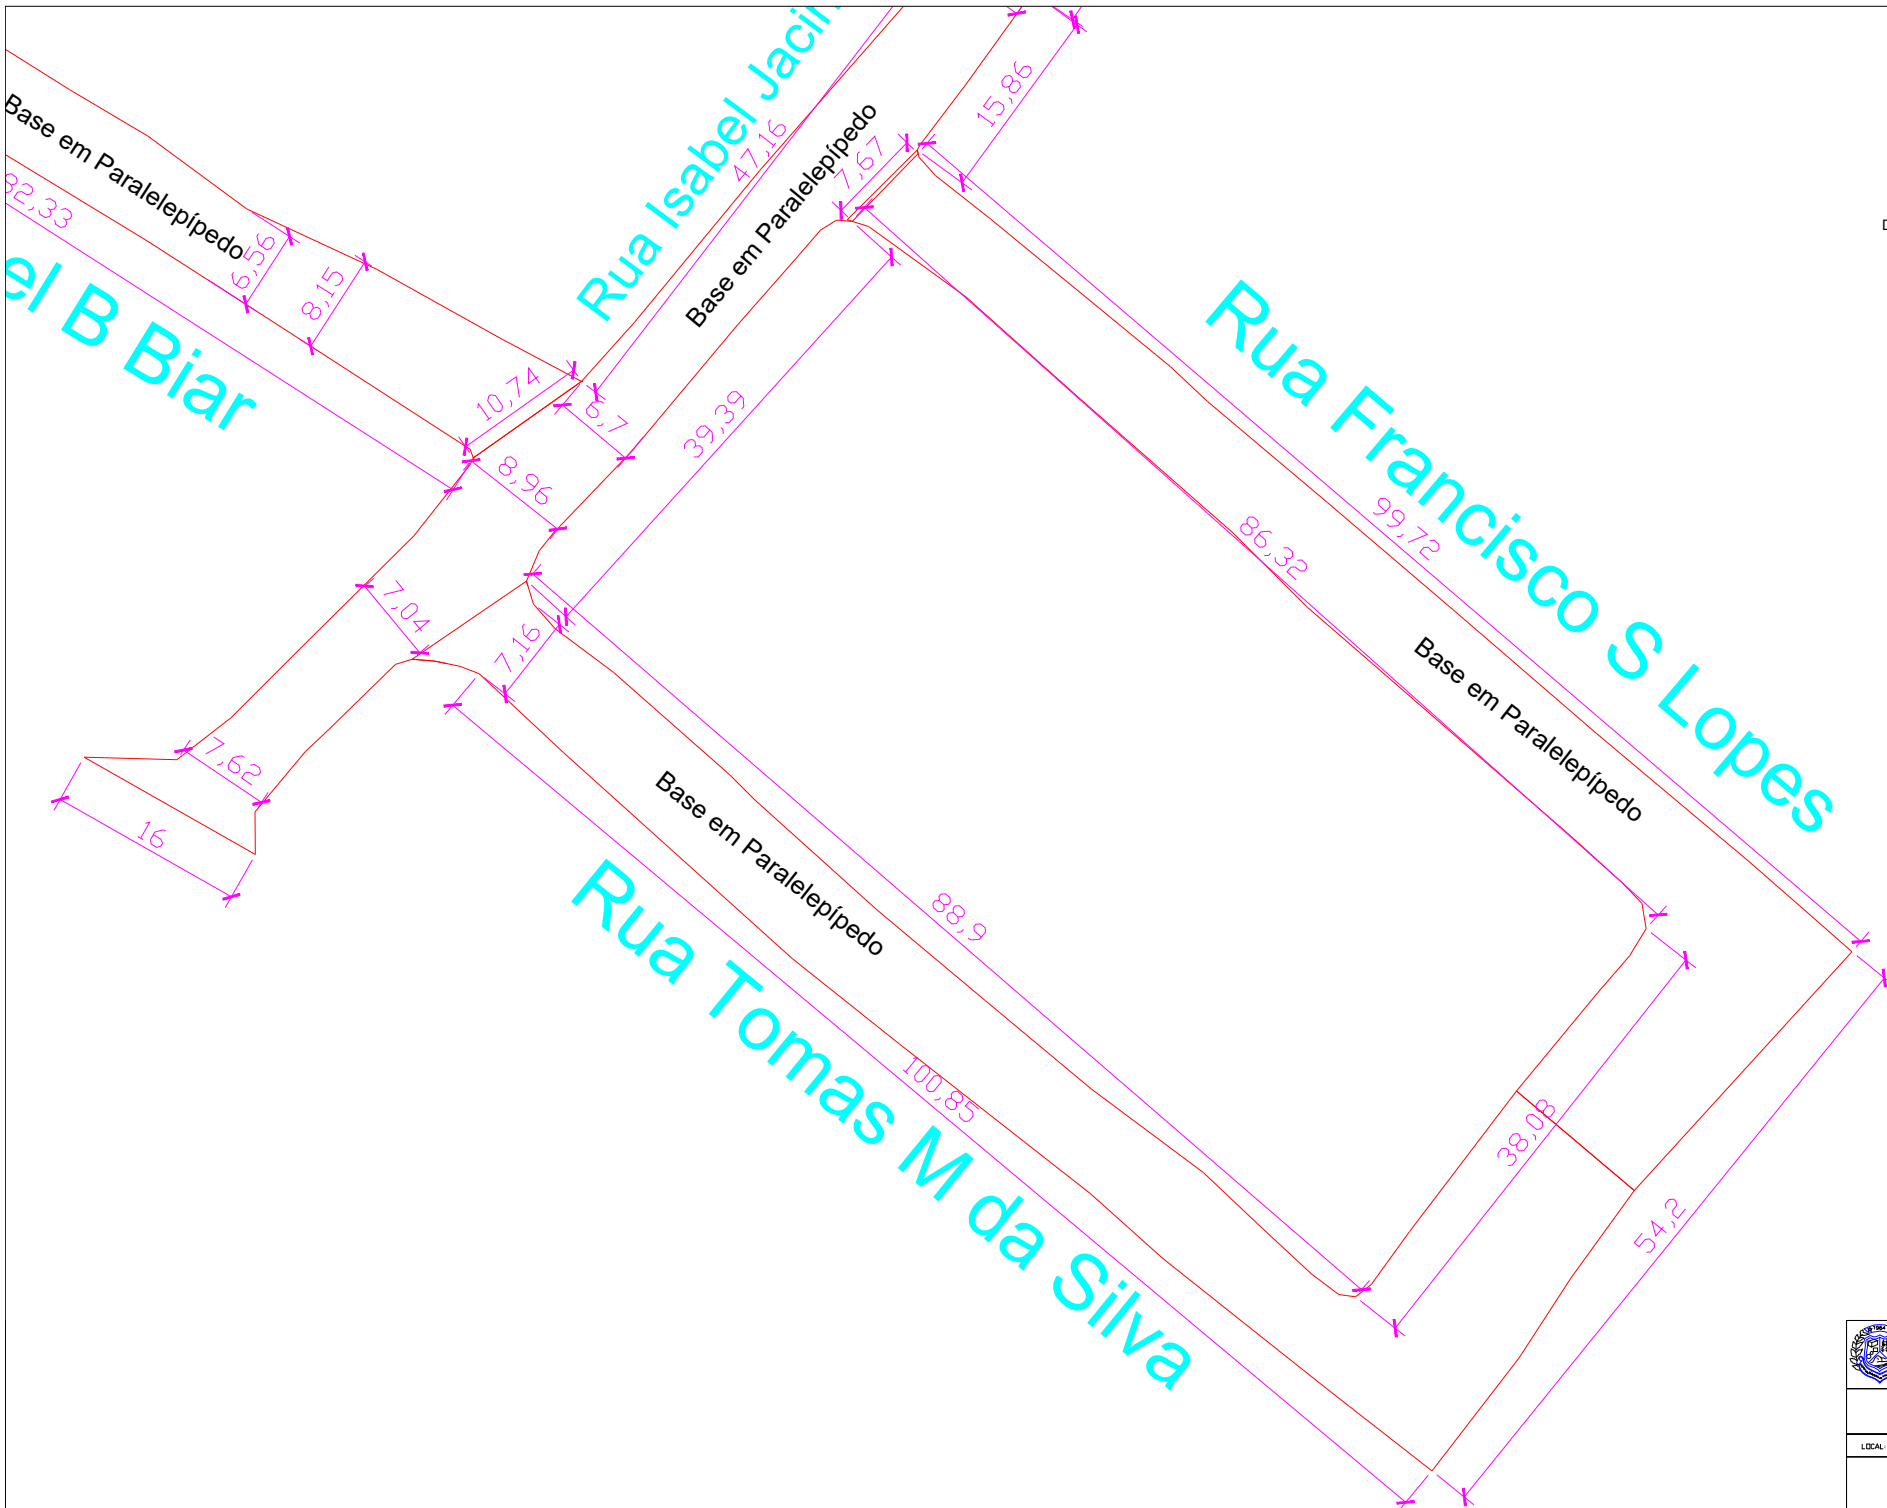 Rua Isabel Jacin
15,86
47,16
Base em Paralelepípedo
7,67
Base em Paralelepípedo
82,33
6,56
8,15
el B Biar
10,74
6,7
39,39
8,96
Rua Francisco S Lopes
99,72
86,32
7,04
7,16
Base em Paralelepípedo
7,62
16
Base em Paralelepípedo
88,9
Rua Tomas M da Silva
100,85
38,08
54,2
LOCAL: